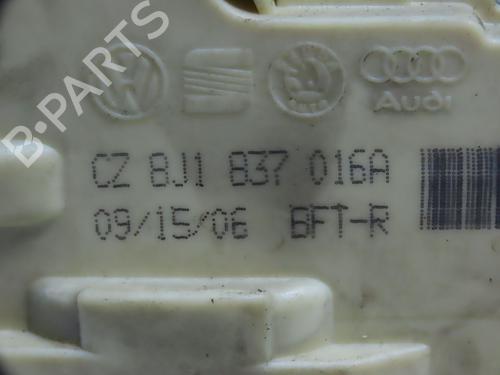 B-PARTS
Audi
CZ 8J1 837 016A
09/15/06 BFT-R